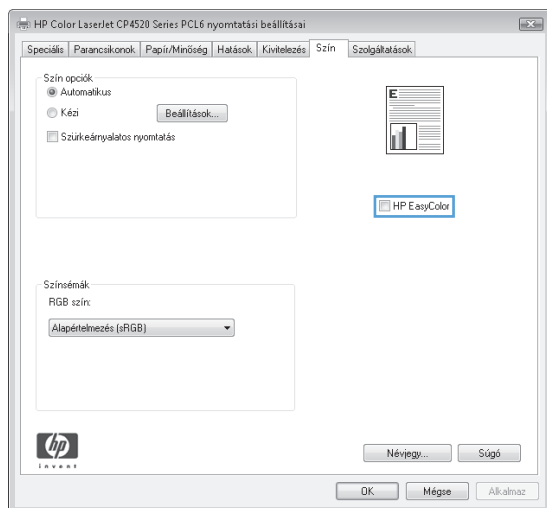 HP Color LaserJet CP4520 Series PCL6 nyomtatási beállításai
Speciális Parancsikonok Papír/Minőség Hatások Kivitelezés Szín Szolgáltatások
Szín opciók
Automatikus
Kézi
Beállítások...
Szürkeárnyalatos nyomtatás
E
HP EasyColor
Színsémák
RGB szín:
Alapértelmezés (sRGB)
hp
invent
Névjegy... Súgó
OK Mégse Alkalmaz